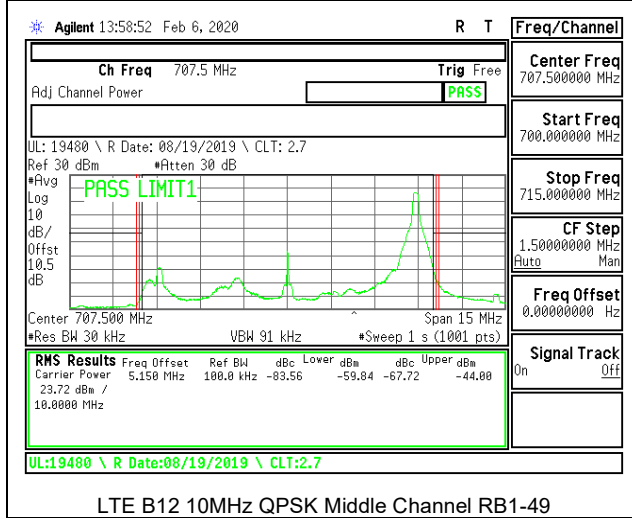 Agilent 13:58:52 Feb 6, 2020 R T Freq/Channel
Ch Freq 707.5 MHz Trig Free
Adj Channel Power PASS
Center Freq
707.500000 MHz
Start Freq
700.000000 MHz
UL: 19480 \ R Date: 08/19/2019 \ CLT: 2.7
Ref 30 dBm #Atten 30 dB
#Avg
Log
10
dB/
Offst
10.5
dB
PASS LIMIT1
Stop Freq
715.000000 MHz
CF Step
1.50000000 MHz
Auto Man
Center 707.500 MHz Span 15 MHz
#Res BW 30 kHz VBW 91 kHz #Sweep 1 s (1001 pts)
Freq Offset
0.00000000 Hz
RMS Results Freq Offset Ref BW dBc Lower dBm dBc Upper dBm
Carrier Power 5.150 MHz 100.0 kHz -83.56 -59.84 -67.72 -44.00
23.72 dBm /
10.0000 MHz
Signal Track
On Off
UL:19480 \ R Date:08/19/2019 \ CLT:2.7
LTE B12 10MHz QPSK Middle Channel RB1-49